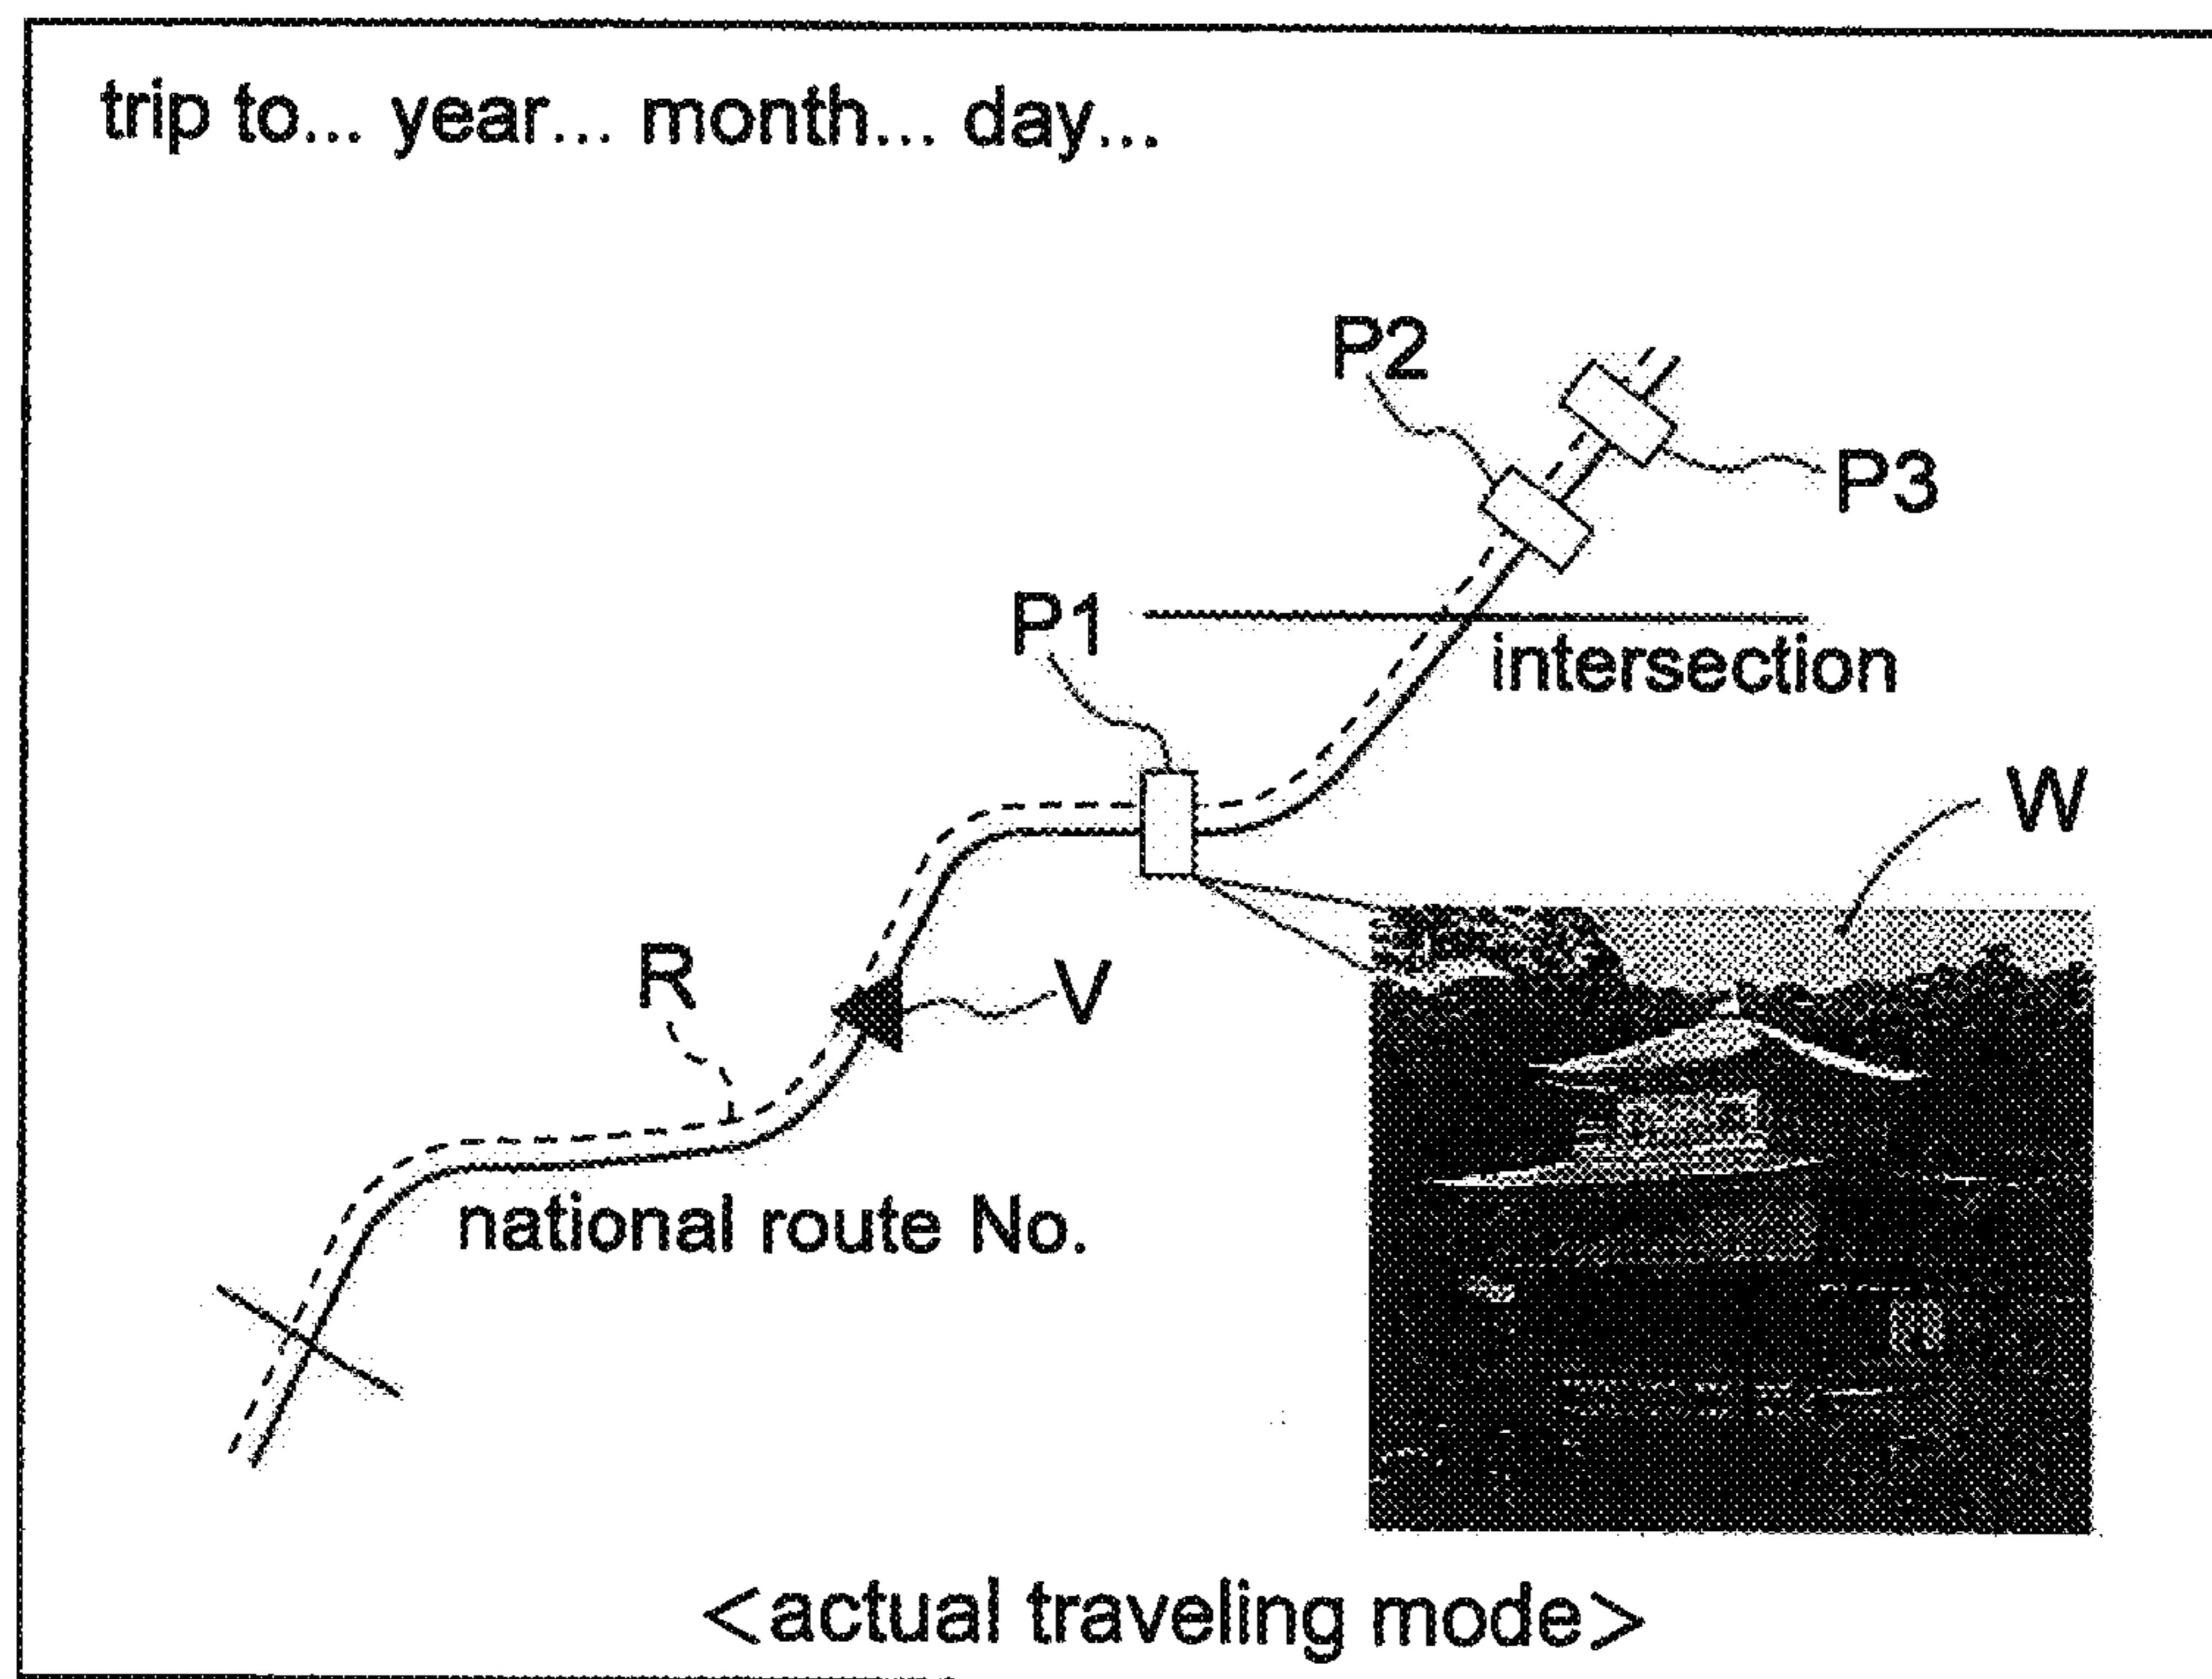 trip to... year... month... day...
P2
P3
P1
intersection
W
R
V
national route No.
<actual traveling mode>